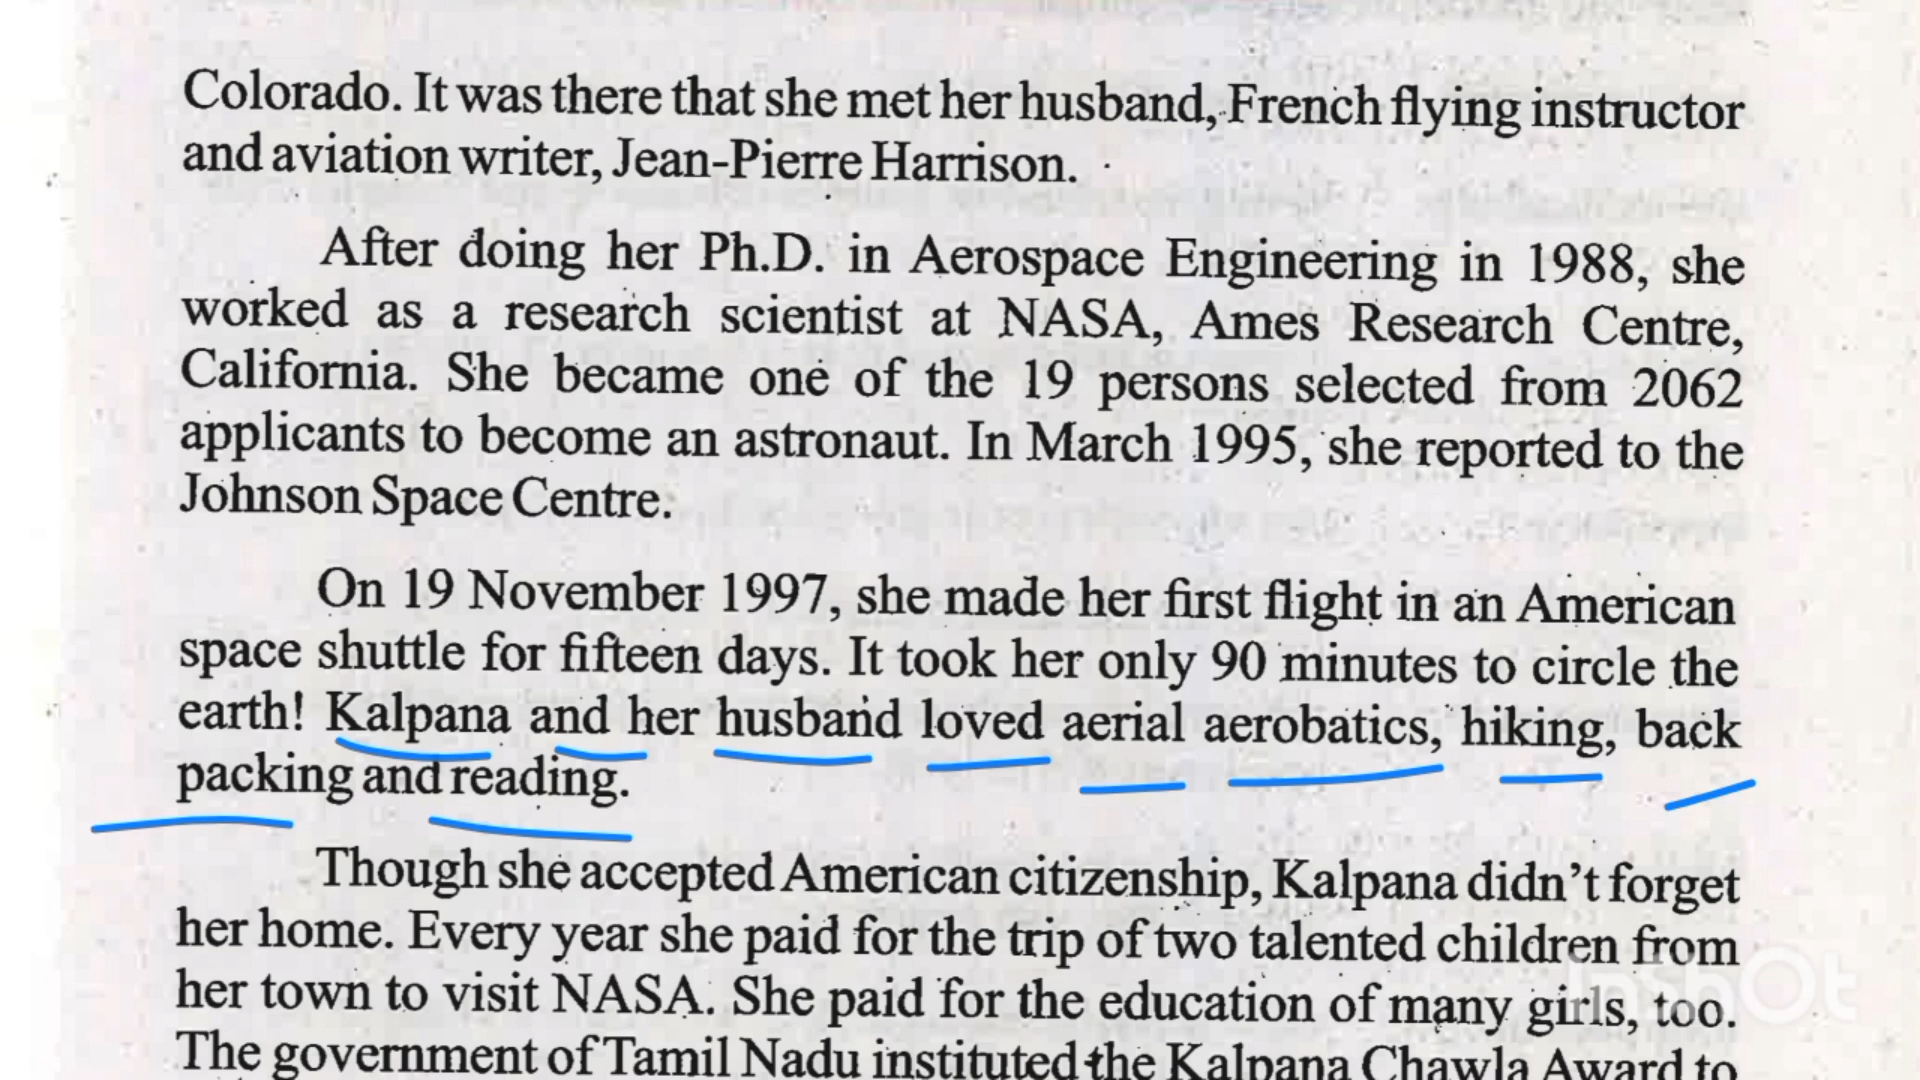 Colorado. It was there that she met her husband, French flying instructor
and aviation writer, Jean-Pierre Harrison.
After doing her Ph.D. in Aerospace Engineering in 1988, she
worked as a research scientist at NASA, Ames Research Centre,
California. She became one of the 19 persons selected from 2062
applicants to become an astronaut. In March 1995, she reported to the
Johnson Space Centre.
On 19 November 1997, she made her first flight in an American
space shuttle for fifteen days. It took her only 90 minutes to circle the
earth! Kalpana and her husband loved aerial aerobatics, hiking, back
packing and reading.
Though she accepted American citizenship, Kalpana didn't forget
her home. Every year she paid for the trip of two talented children from
her town to visit NASA. She paid for the education of many girls, too.
The government of Tamil Nadu instituted the Kalpana Chawla Award to
InShOt